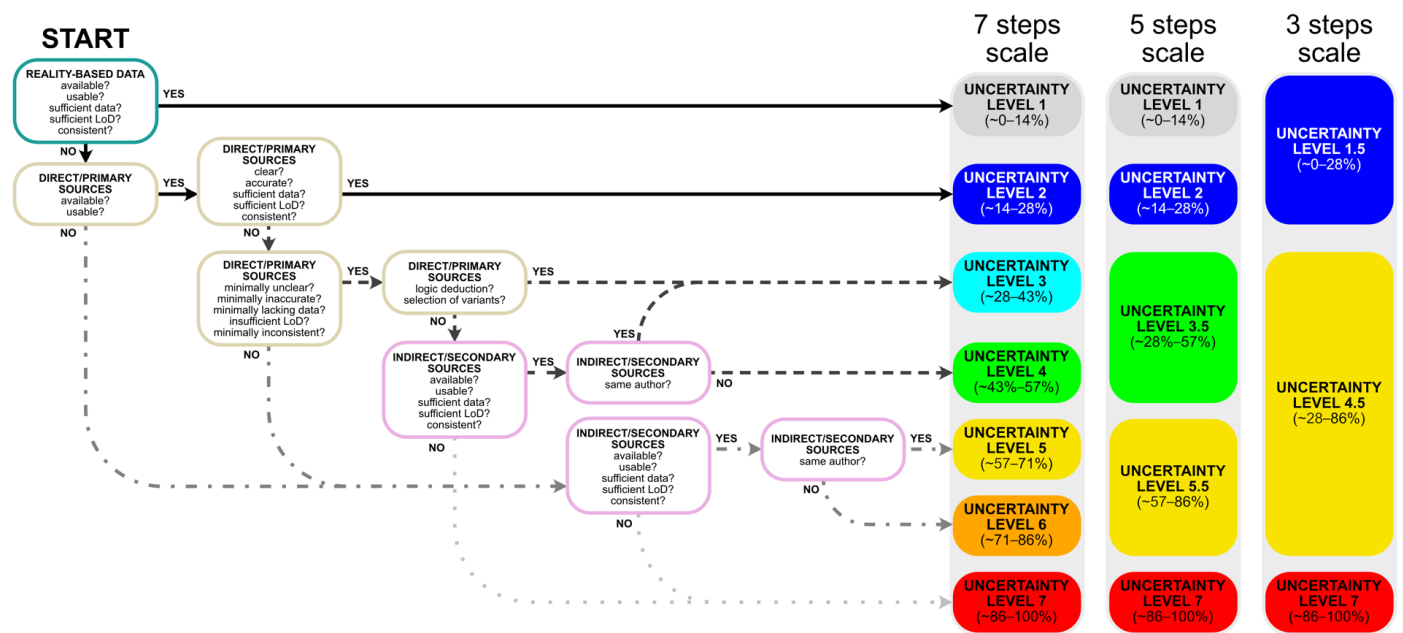 START
REALITY-BASED DATA
available?
usable?
sufficient data?
sufficient LoD?
consistent?
YES
NO
DIRECT/PRIMARY
SOURCES
available?
usable?
YES
NO
DIRECT/PRIMARY
SOURCES
clear?
accurate?
sufficient data?
sufficient LoD?
consistent?
YES
NO
DIRECT/PRIMARY
SOURCES
minimally unclear?
minimally inaccurate?
minimally lacking data?
insufficient LoD?
minimally inconsistent?
YES
NO
DIRECT/PRIMARY
SOURCES
logic deduction?
selection of variants?
YES
NO
INDIRECT/SECONDARY
SOURCES
available?
usable?
sufficient data?
sufficient LoD?
consistent?
YES
NO
INDIRECT/SECONDARY
SOURCES
same author?
YES
NO
INDIRECT/SECONDARY
SOURCES
available?
usable?
sufficient data?
sufficient LoD?
consistent?
YES
NO
INDIRECT/SECONDARY
SOURCES
same author?
YES
NO
7 steps
scale
UNCERTAINTY
LEVEL 1
(~0–14%)
UNCERTAINTY
LEVEL 2
(~14–28%)
UNCERTAINTY
LEVEL 3
(~28–43%)
UNCERTAINTY
LEVEL 4
(~43%–57%)
UNCERTAINTY
LEVEL 5
(~57–71%)
UNCERTAINTY
LEVEL 6
(~71–86%)
UNCERTAINTY
LEVEL 7
(~86–100%)
5 steps
scale
UNCERTAINTY
LEVEL 1
(~0–14%)
UNCERTAINTY
LEVEL 2
(~14–28%)
UNCERTAINTY
LEVEL 3.5
(~28%–57%)
UNCERTAINTY
LEVEL 5.5
(~57–86%)
UNCERTAINTY
LEVEL 7
(~86–100%)
3 steps
scale
UNCERTAINTY
LEVEL 1.5
(~0–28%)
UNCERTAINTY
LEVEL 4.5
(~28–86%)
UNCERTAINTY
LEVEL 7
(~86–100%)